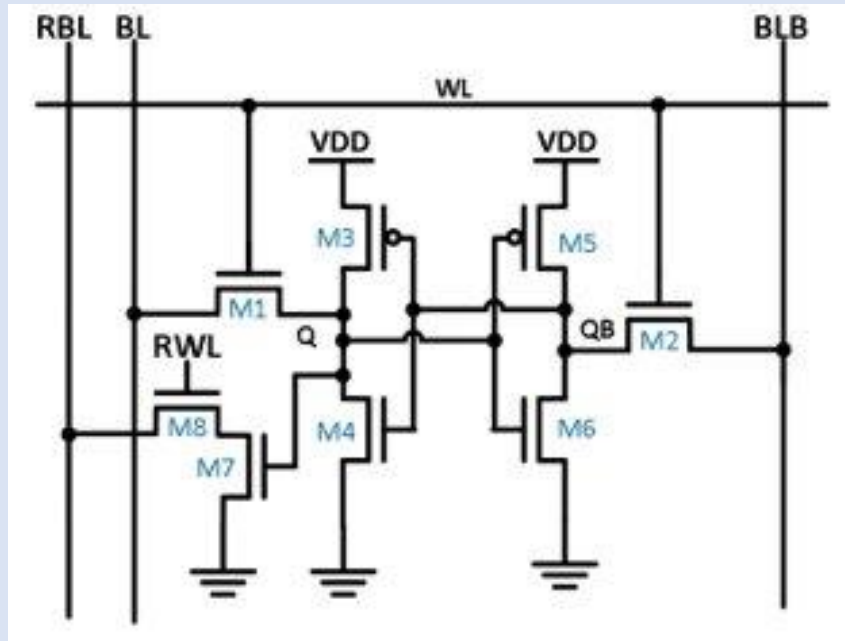 RBL BL BLB
WL
VDD VDD
M3 M5
M1 Q QB M2
RWL
M8 M4 M6
M7